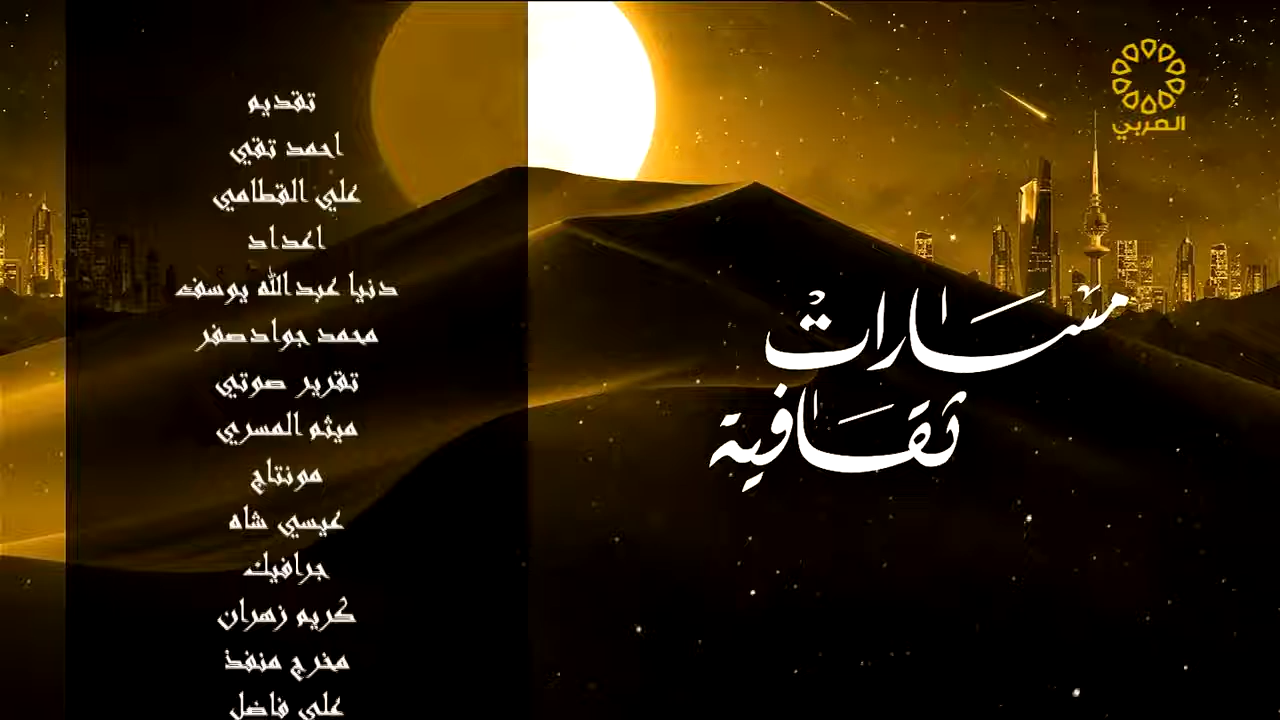 العربي
مسارات
ثقافية
تقديم
احمد تقي
علي القطامي
اعداد
دنيا عبدالله يوسف
محمد جواد صفر
تقرير صوتي
ميثم المسري
مونتاج
عيسي شاه
جرافيك
كريم زهران
مخرج منفذ
علي فاضل